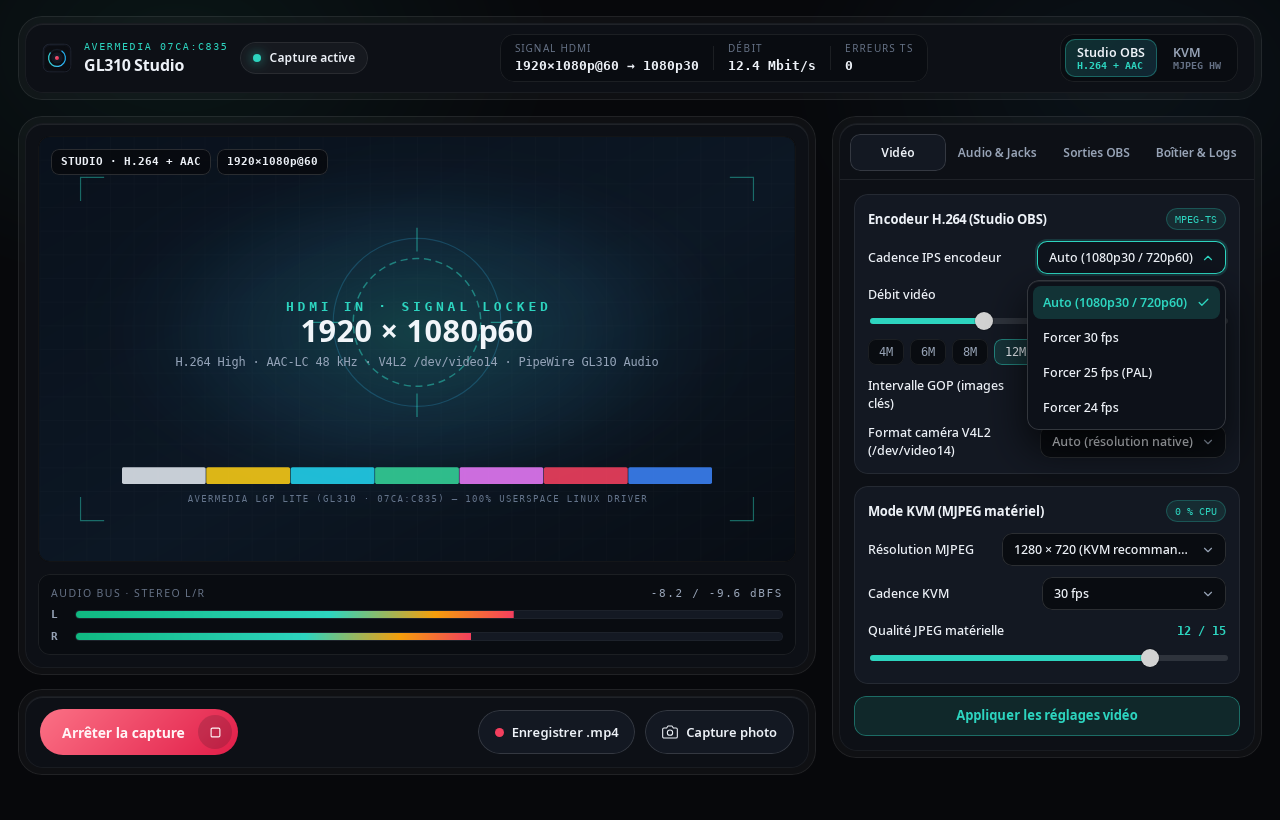 AVERMEDIA 07CA:C835
GL310 Studio
Capture active
SIGNAL HDMI
1920×1080p@60 → 1080p30
DÉBIT
12.4 Mbit/s
ERREURS TS
0
Studio OBS
H.264 + AAC
KVM
MJPEG HW
STUDIO · H.264 + AAC
1920×1080p@60
HDMI IN · SIGNAL LOCKED
1920 × 1080p60
H.264 High · AAC-LC 48 kHz · V4L2 /dev/video14 · PipeWire GL310 Audio
AVERMEDIA LGP LITE (GL310 · 07CA:C835) — 100% USERSPACE LINUX DRIVER
AUDIO BUS · STEREO L/R
-8.2 / -9.6 dBFS
L
R
Arrêter la capture
Enregistrer .mp4
Capture photo
Vidéo
Audio & Jacks
Sorties OBS
Boîtier & Logs
Encodeur H.264 (Studio OBS)
MPEG-TS
Cadence IPS encodeur
Auto (1080p30 / 720p60)
Auto (1080p30 / 720p60)
Forcer 30 fps
Forcer 25 fps (PAL)
Forcer 24 fps
Débit vidéo
4M
6M
8M
12M
Intervalle GOP (images
clés)
Format caméra V4L2
(/dev/video14)
Auto (résolution native)
Mode KVM (MJPEG matériel)
0 % CPU
Résolution MJPEG
1280 × 720 (KVM recomman...
Cadence KVM
30 fps
Qualité JPEG matérielle
12 / 15
Appliquer les réglages vidéo